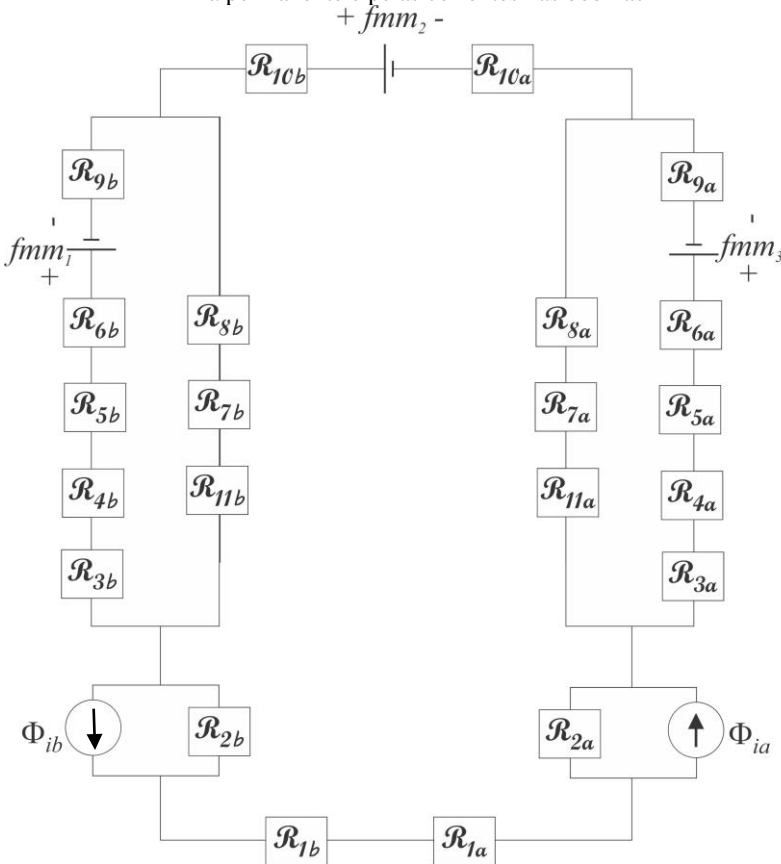 + fmm₂ -
ℛ10b
ℛ10a
ℛ9b
ℛ9a
-
fmm₁
+
-
fmm₃
+
ℛ6b
ℛ8b
ℛ8a
ℛ6a
ℛ5b
ℛ7b
ℛ7a
ℛ5a
ℛ4b
ℛ11b
ℛ11a
ℛ4a
ℛ3b
ℛ3a
Φib
ℛ2b
ℛ2a
Φia
ℛ1b
ℛ1a